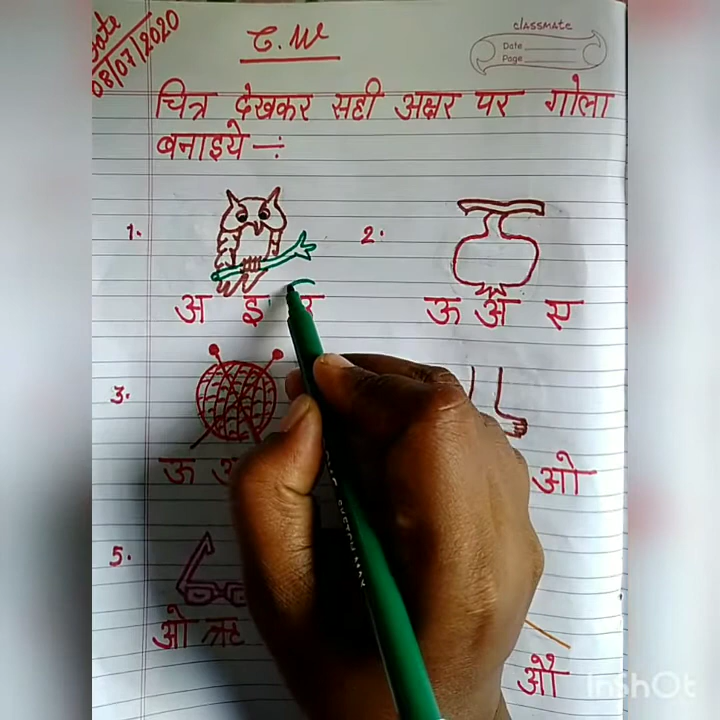 Date
08/07/2020
C.W
classmate
Date
Page
चित्र देखकर सही अक्षर पर गोला
बनाइये -:
1.
अ इ उ
2.
ऊ अ ए
3.
ऊ
ओ
5.
ओ ऋ
औ
InShOt